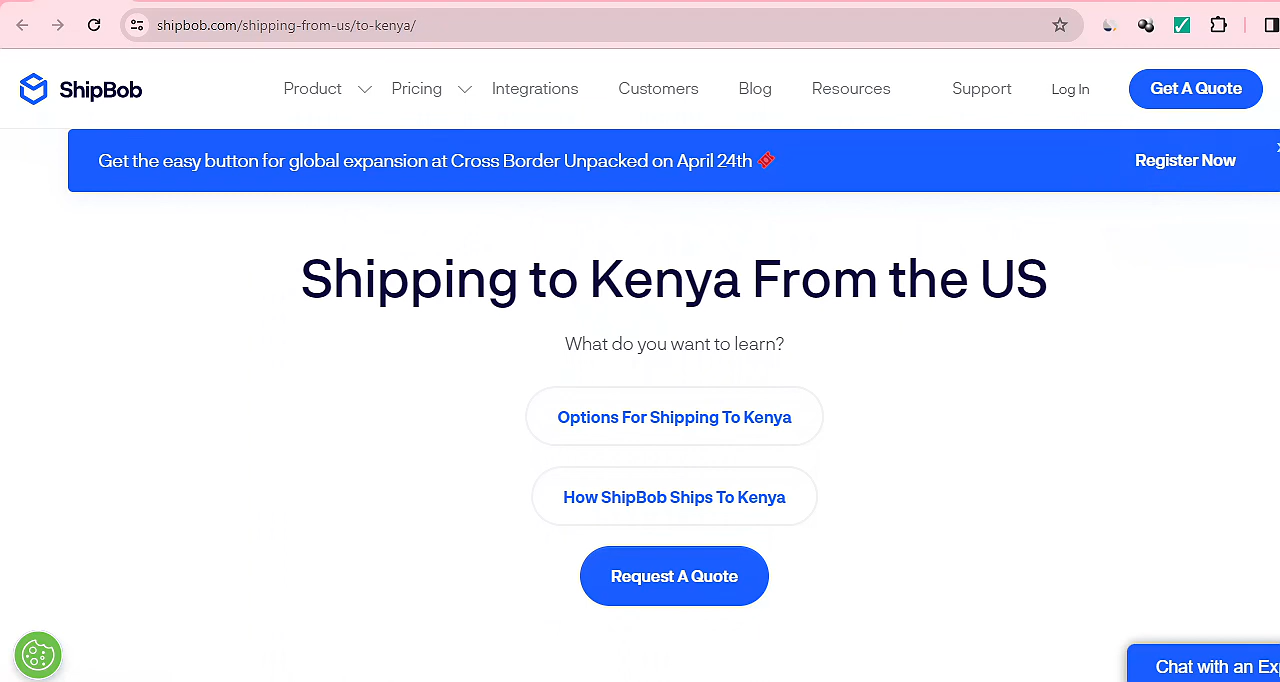 shipbob.com/shipping-from-us/to-kenya/
ShipBob Product Pricing Integrations Customers Blog Resources Support Log In Get A Quote
Get the easy button for global expansion at Cross Border Unpacked on April 24th Register Now
Shipping to Kenya From the US
What do you want to learn?
Options For Shipping To Kenya
How ShipBob Ships To Kenya
Request A Quote
Chat with an Ex